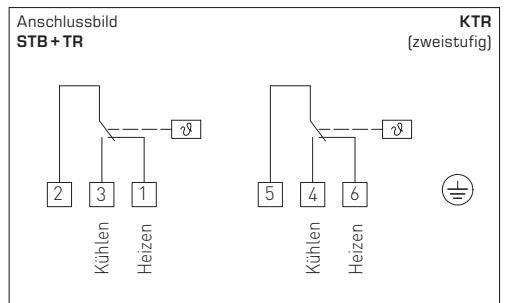 Anschlussbild
STB + TR
KTR
(zweistufig)
ϑ
ϑ
2 3 1
5 4 6
Kühlen
Heizen
Kühlen
Heizen